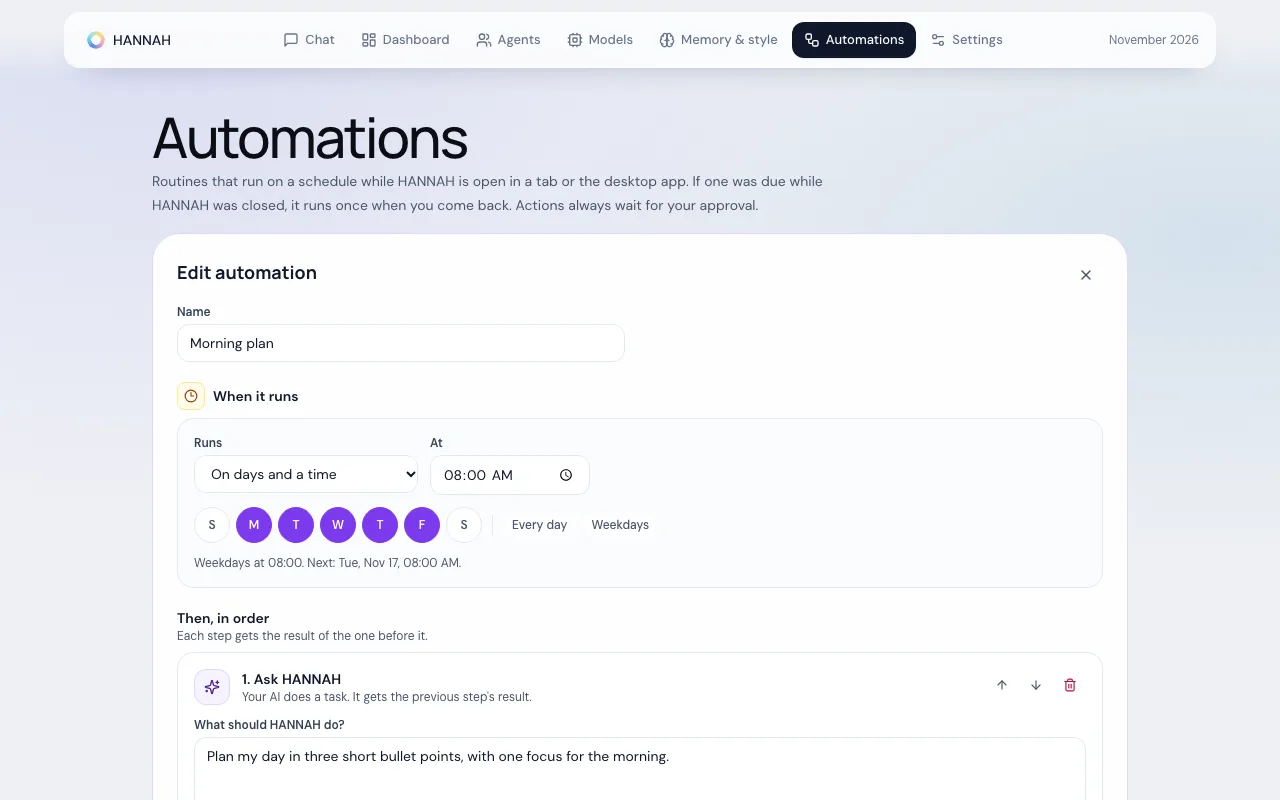 HANNAH
Chat
Dashboard
Agents
Models
Memory & style
Automations
Settings
November 2026
Automations
Routines that run on a schedule while HANNAH is open in a tab or the desktop app. If one was due while
HANNAH was closed, it runs once when you come back. Actions always wait for your approval.
Edit automation
Name
Morning plan
When it runs
Runs
At
On days and a time
08:00 AM
S
M
T
W
T
F
S
Every day
Weekdays
Weekdays at 08:00. Next: Tue, Nov 17, 08:00 AM.
Then, in order
Each step gets the result of the one before it.
1. Ask HANNAH
Your AI does a task. It gets the previous step's result.
What should HANNAH do?
Plan my day in three short bullet points, with one focus for the morning.